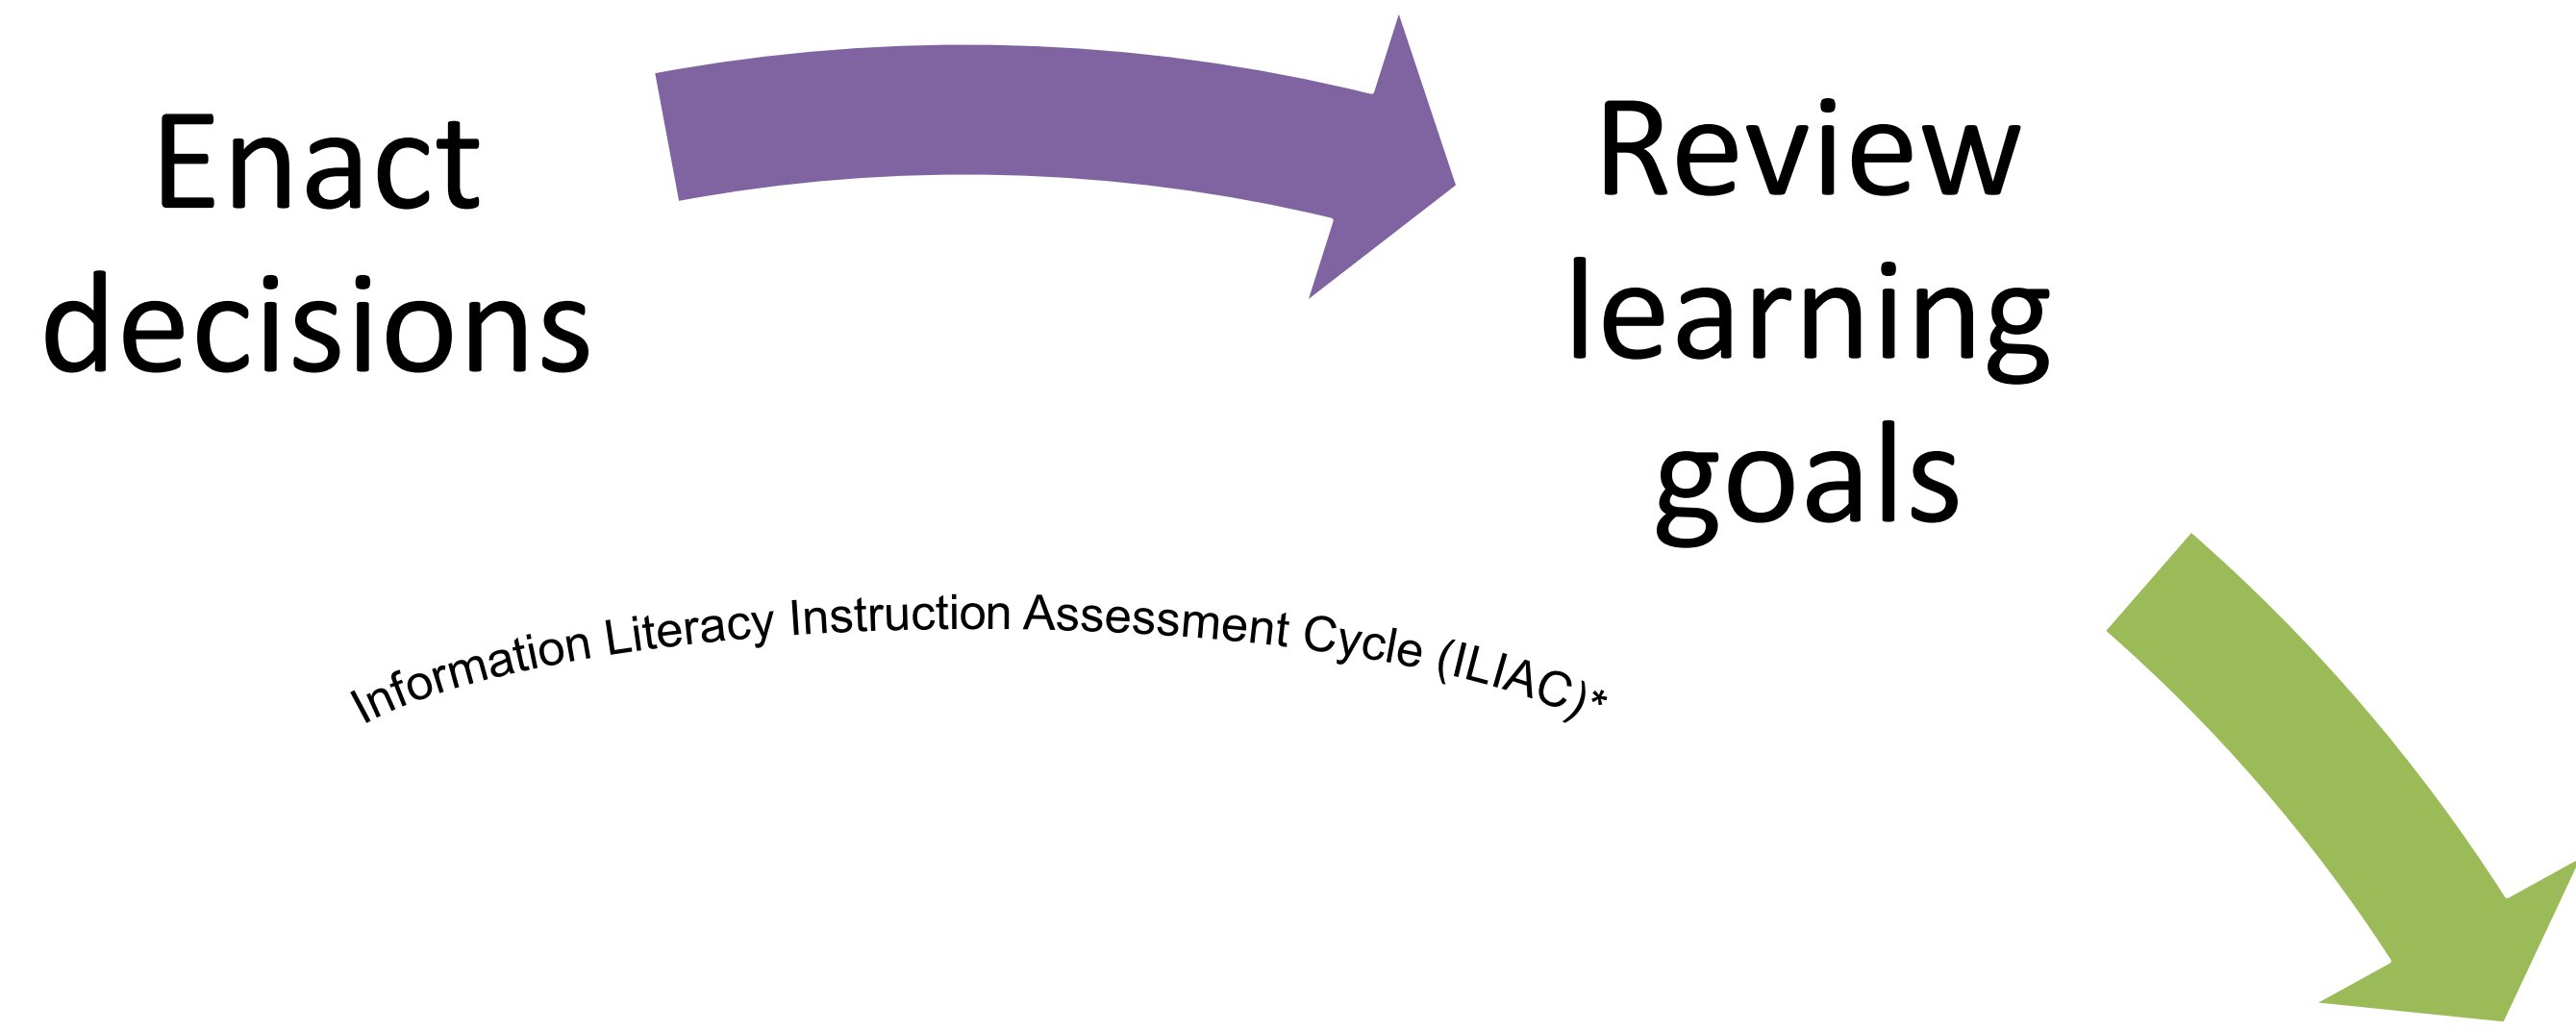 Enact
decisions
Review
learning
goals
Information Literacy Instruction Assessment Cycle (ILIAC)*